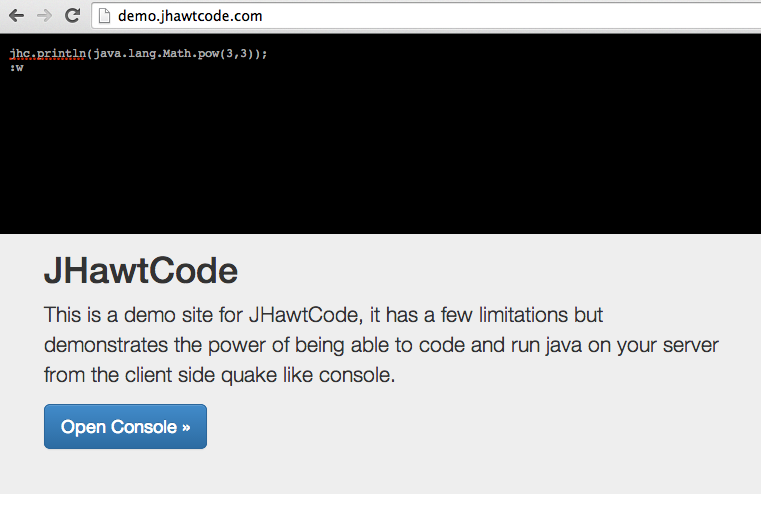 demo.jhawtcode.com
jhc.println(java.lang.Math.pow(3,3));
:w
JHawtCode
This is a demo site for JHawtCode, it has a few limitations but
demonstrates the power of being able to code and run java on your server
from the client side quake like console.
Open Console »